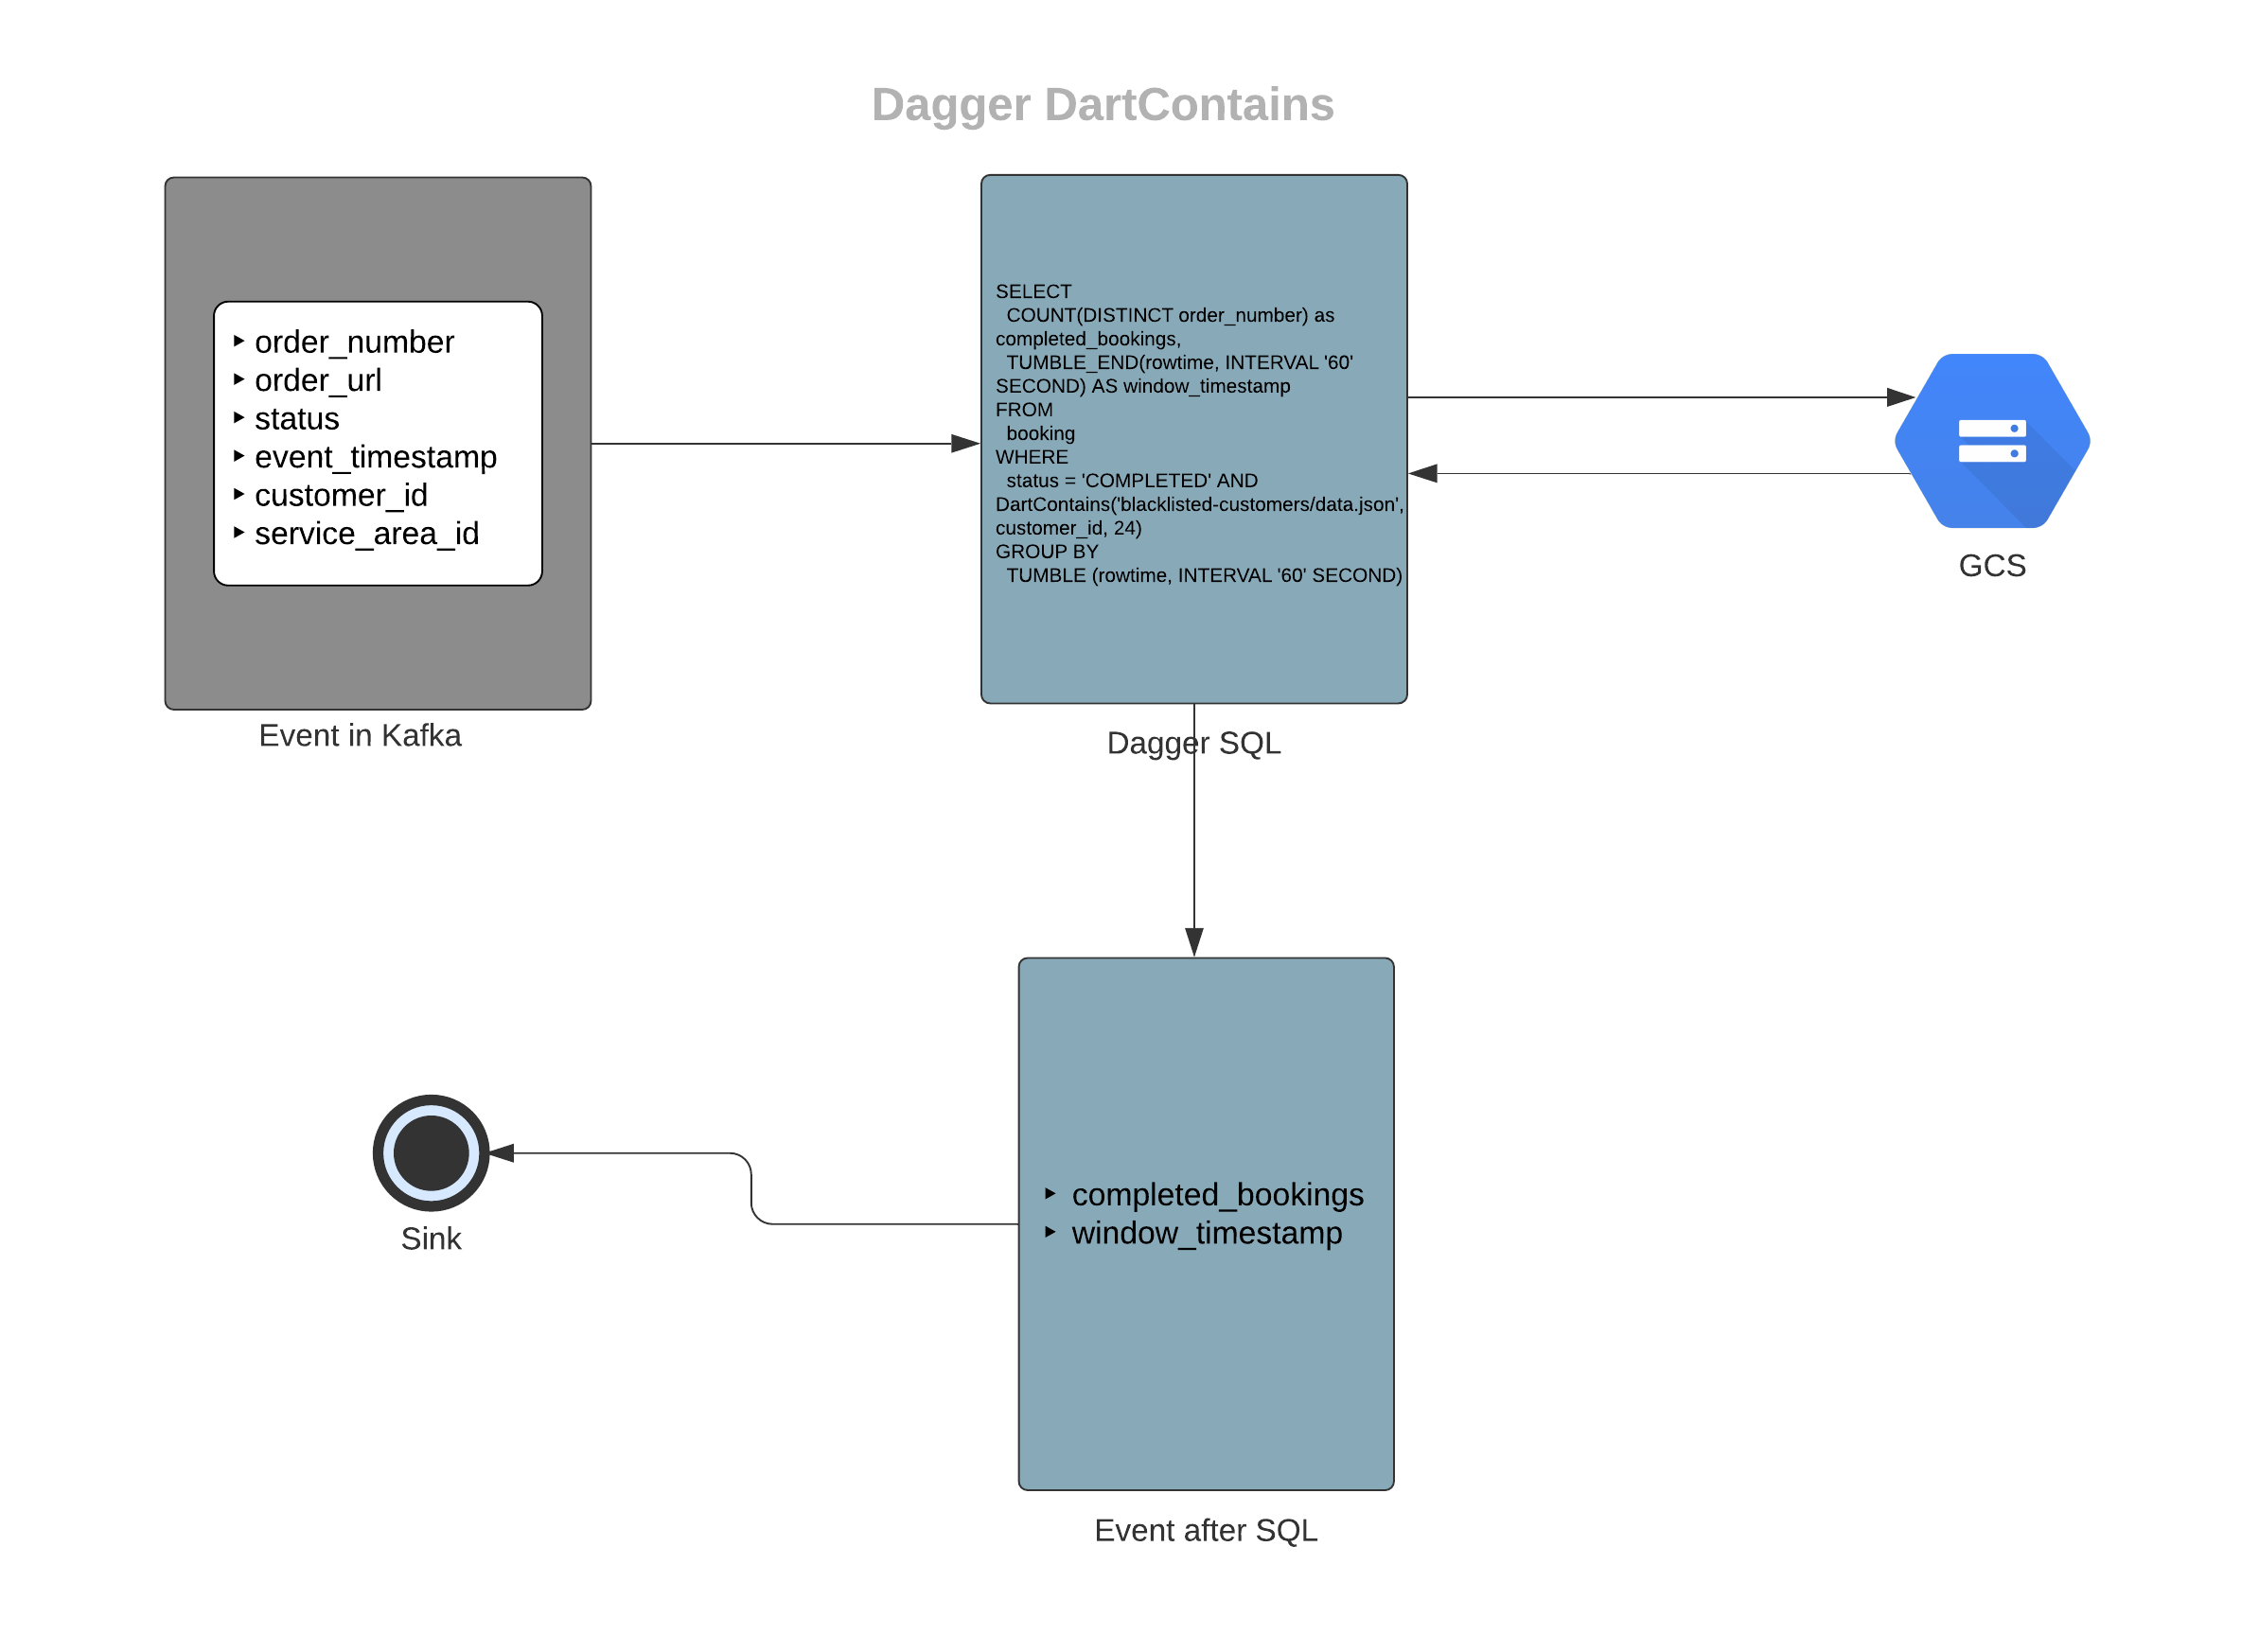 Dagger DartContains
order_number
order_url
status
event_timestamp
customer_id
service_area_id
Event in Kafka
SELECT
COUNT(DISTINCT order_number) as
completed_bookings,
TUMBLE_END(rowtime, INTERVAL '60'
SECOND) AS window_timestamp
FROM
booking
WHERE
status = 'COMPLETED' AND
DartContains('blacklisted-customers/data.json',
customer_id, 24)
GROUP BY
TUMBLE (rowtime, INTERVAL '60' SECOND)
Dagger SQL
GCS
completed_bookings
window_timestamp
Event after SQL
Sink